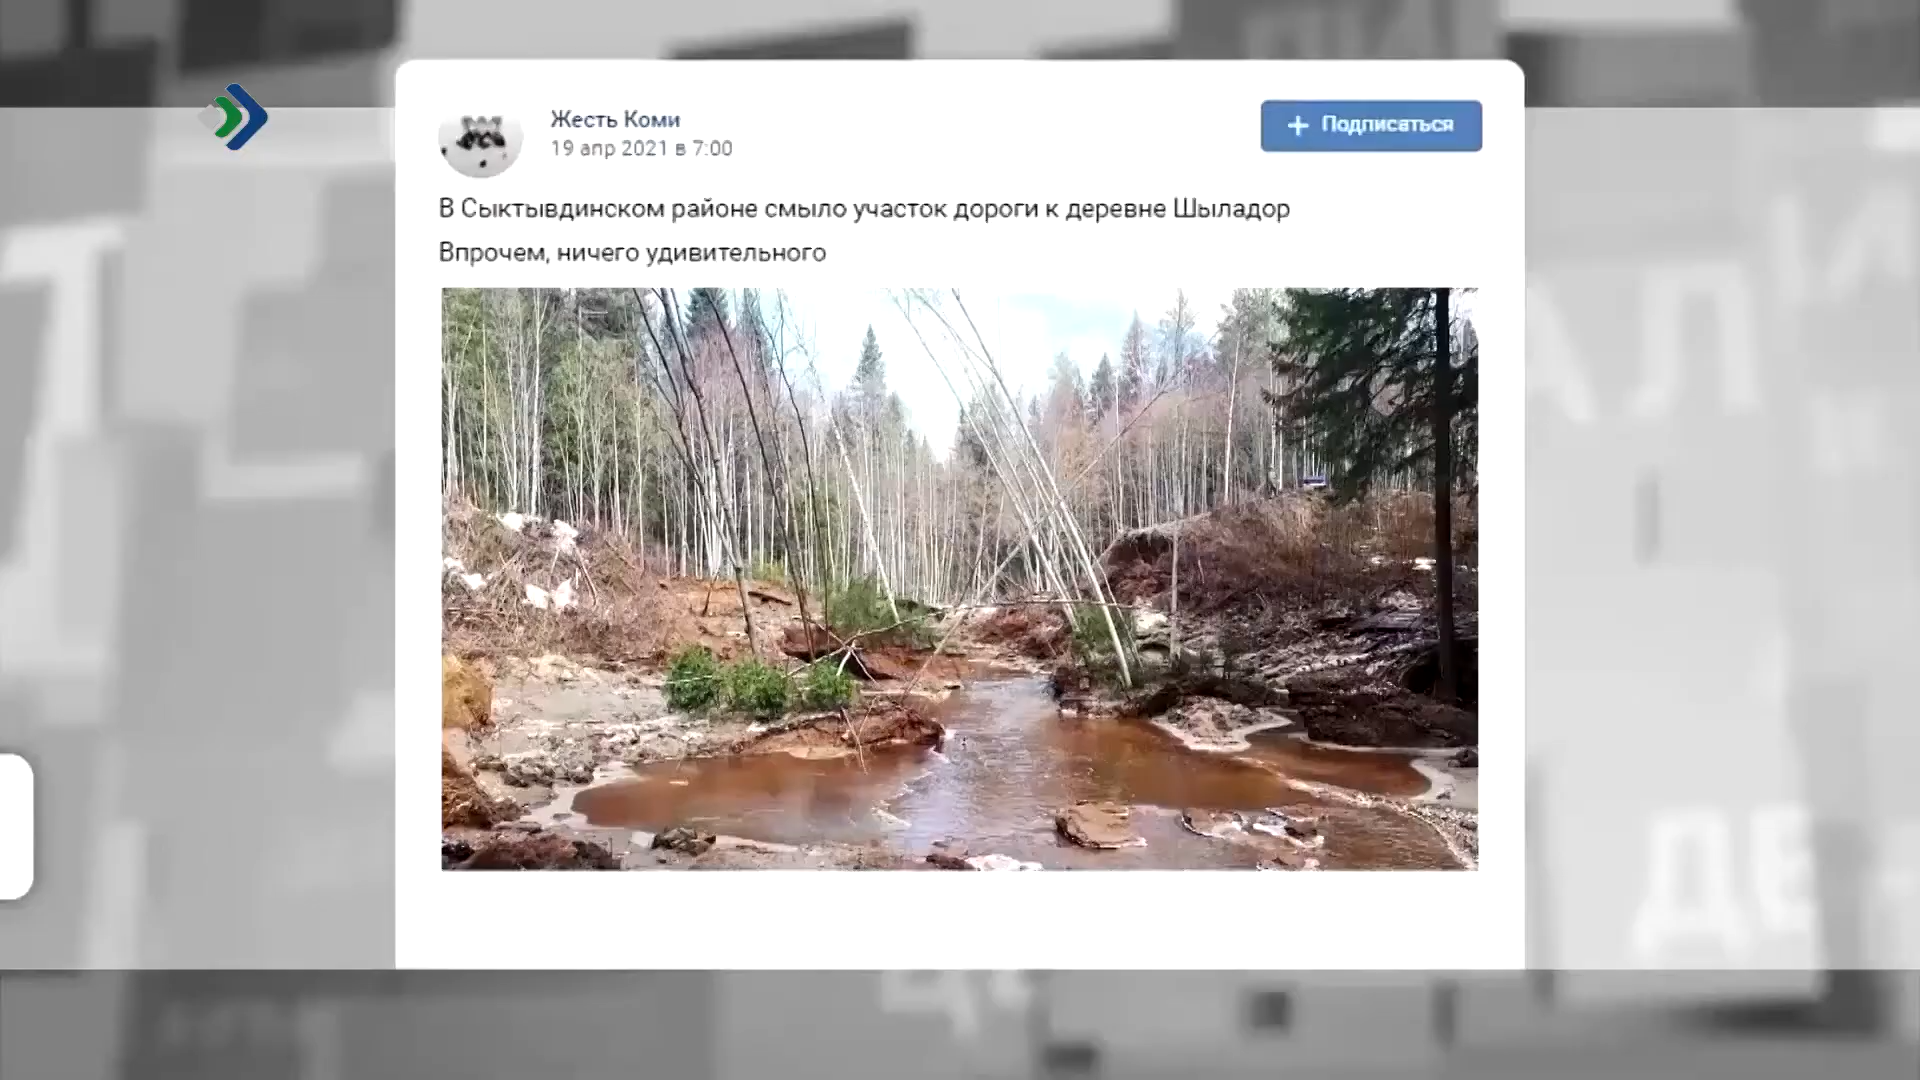 Жесть Коми
19 апр 2021 в 7:00
+ Подписаться
В Сыктывдинском районе смыло участок дороги к деревне Шыладор
Впрочем, ничего удивительного